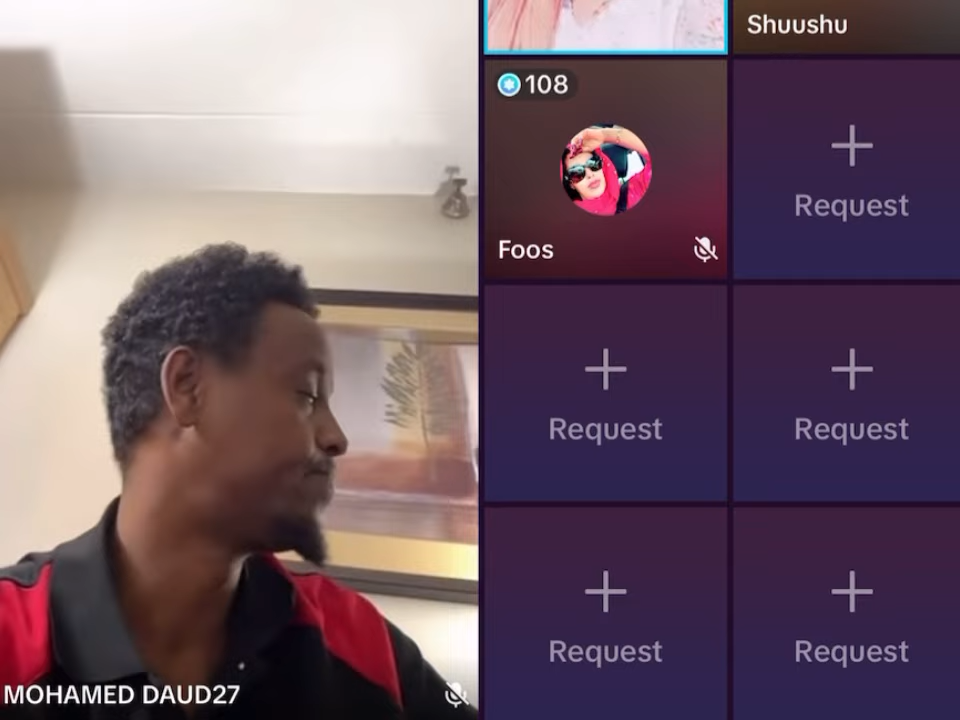 Shuushu
108
Foos
Request
Request
Request
Request
Request
MOHAMED DAUD27